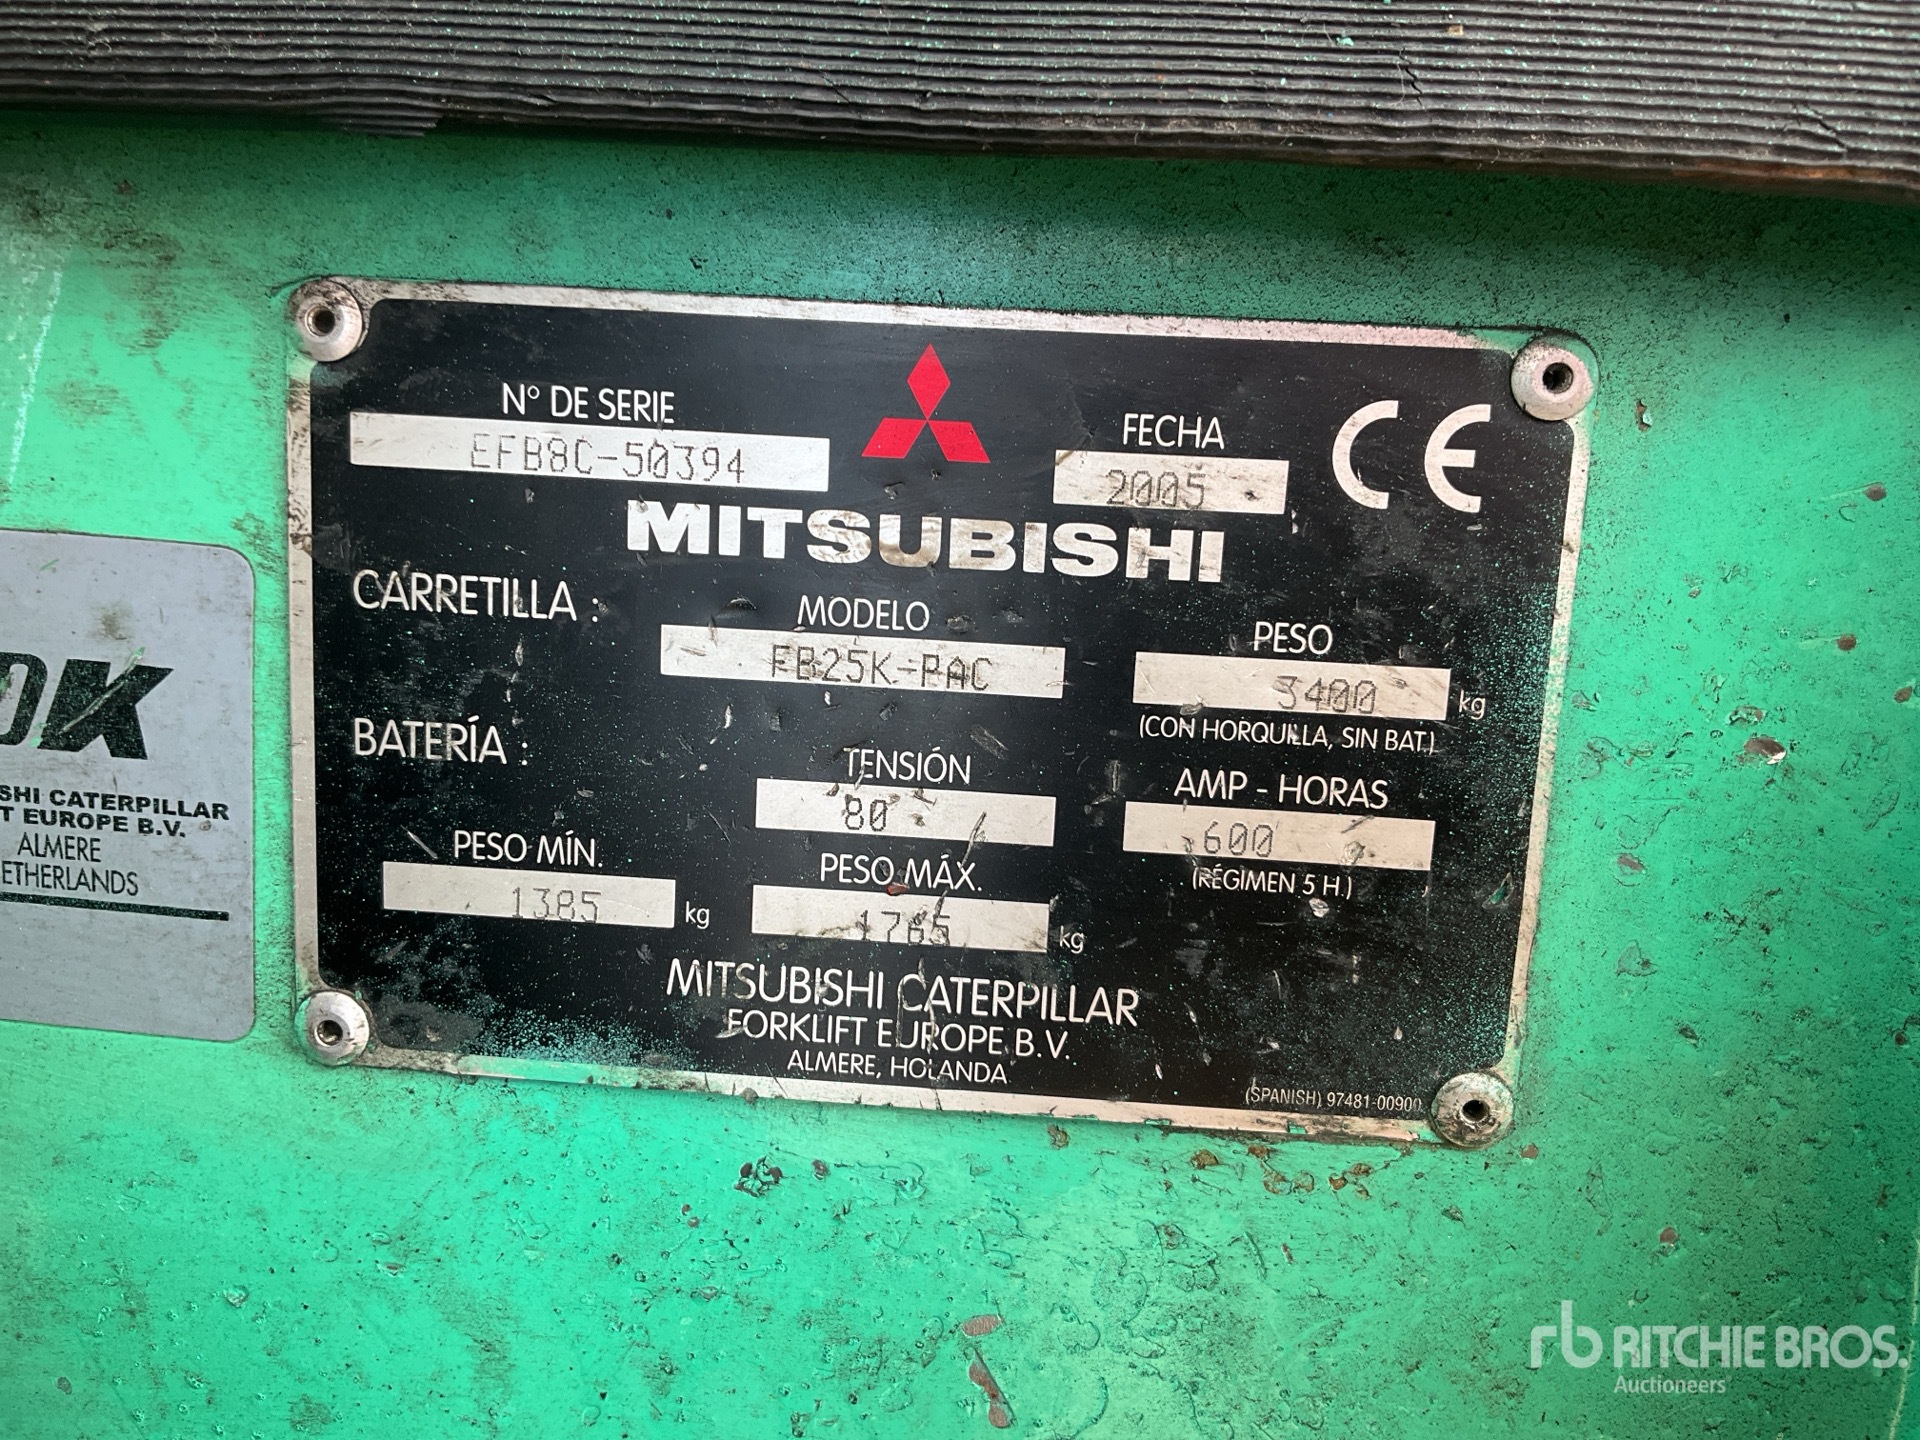 Nº DE SERIE
EFB8C-50394
FECHA
2005
CE
MITSUBISHI
CARRETILLA :
MODELO
FB25K-PAC
PESO
3400 kg
(CON HORQUILLA, SIN BAT.)
BATERÍA :
TENSIÓN
80
AMP - HORAS
600
(RÉGIMEN 5 H.)
PESO MÍN.
1385 kg
PESO MÁX.
1765 kg
MITSUBISHI CATERPILLAR
FORKLIFT EUROPE B.V.
ALMERE, HOLANDA
(SPANISH) 97481-00900
CATERPILLAR
EUROPE B.V.
ALMERE
rb RITCHIE BROS.
Auctioneers